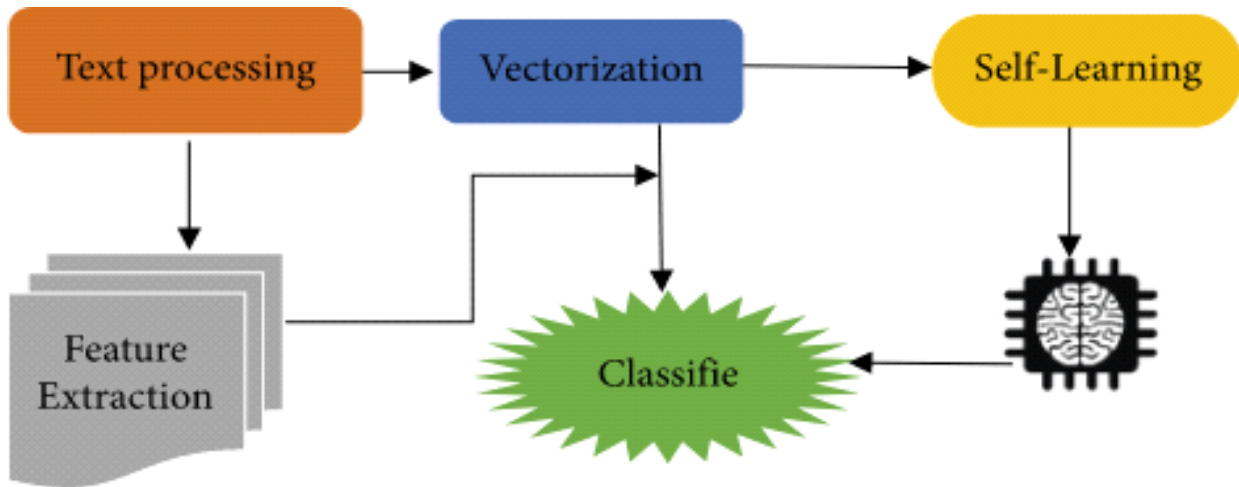 Text processing
Vectorization
Self-Learning
Feature
Extraction
Classifie